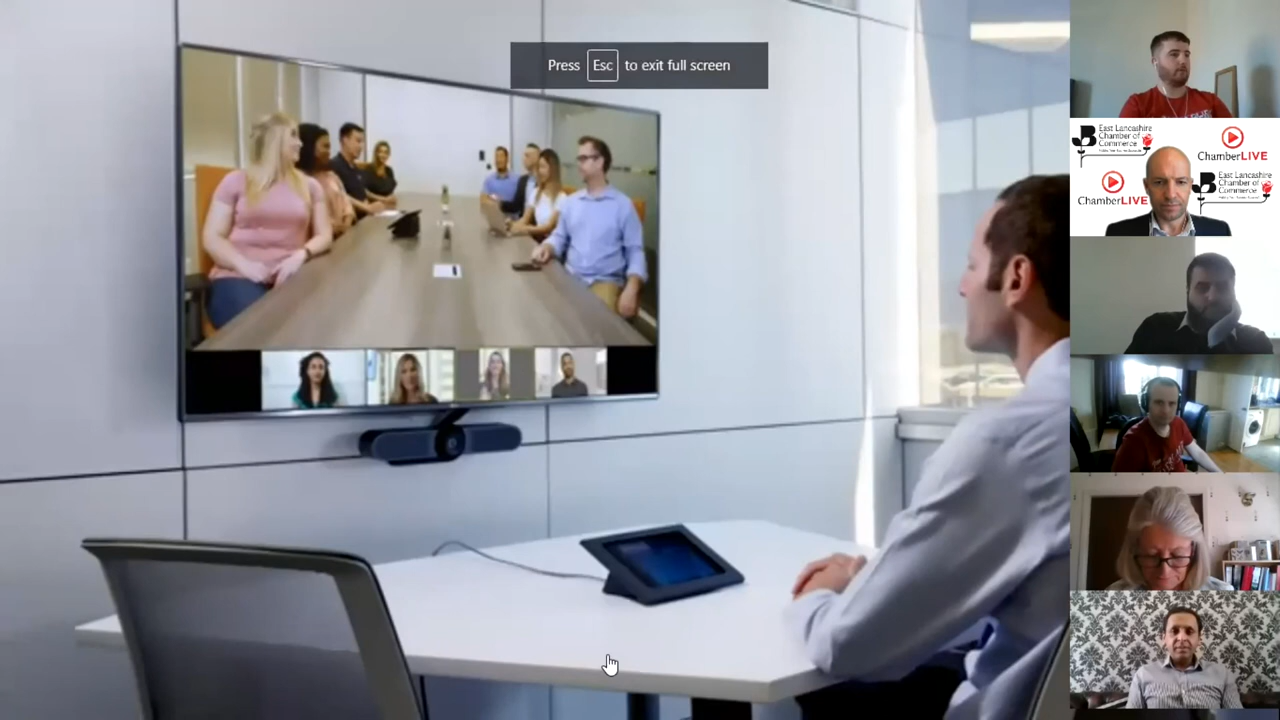 Press Esc to exit full screen
East Lancashire
Chamber of
Commerce
ChamberLIVE
ChamberLIVE
East Lancashire
Chamber of
Commerce